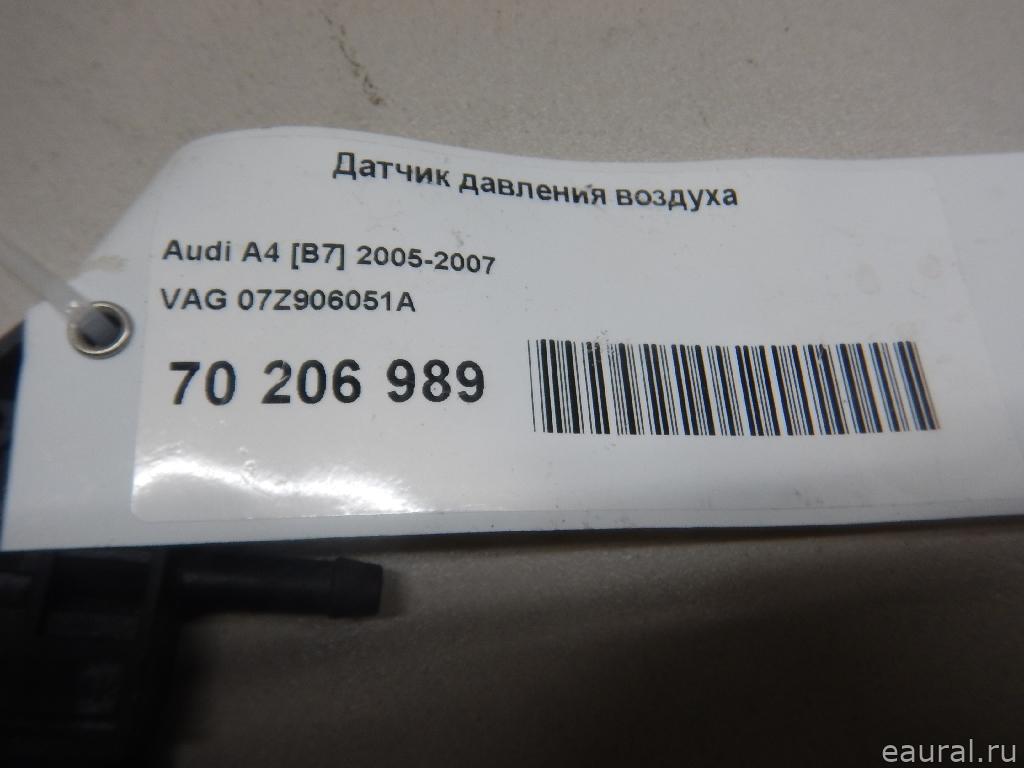 Датчик давления воздуха
Audi A4 [B7] 2005-2007
VAG 07Z906051A
70 206 989
eaural.ru